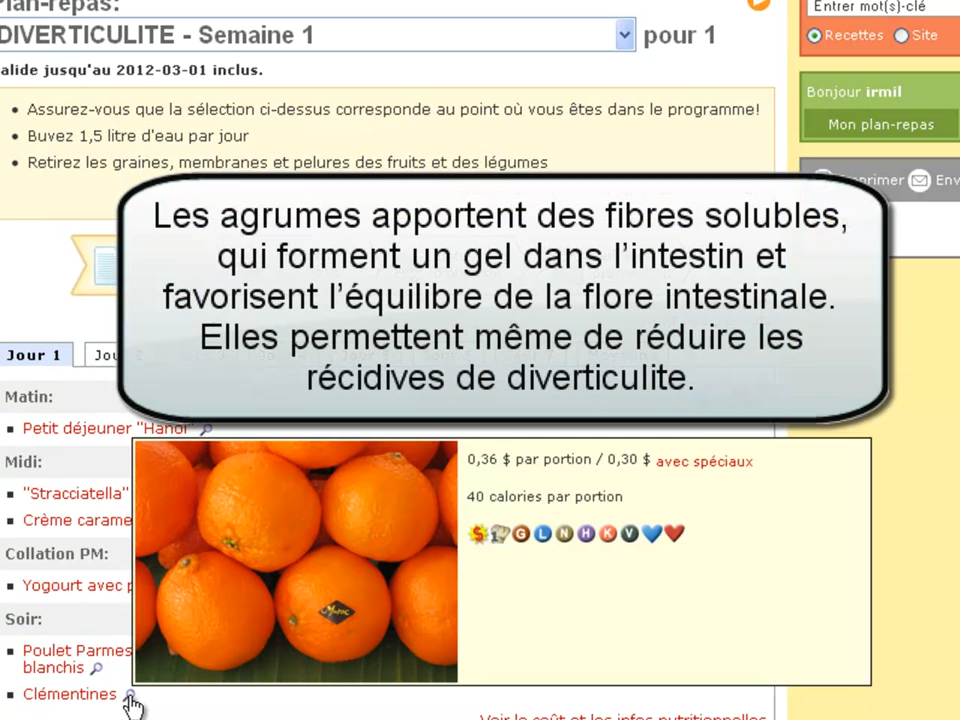 Plan-repas:
DIVERTICULITE - Semaine 1 pour 1
alide jusqu'au 2012-03-01 inclus.
Assurez-vous que la sélection ci-dessus corresponde au point où vous êtes dans le programme!
Buvez 1,5 litre d'eau par jour
Retirez les graines, membranes et pelures des fruits et des légumes
Entrer mot(s)-clé
Recettes Site
Bonjour irmil
Mon plan-repas
primer Env
Les agrumes apportent des fibres solubles,
qui forment un gel dans l'intestin et
favorisent l'équilibre de la flore intestinale.
Elles permettent même de réduire les
récidives de diverticulite.
Jour 1 Jou
Matin:
Petit déjeuner "Hanoi"
Midi:
"Stracciatella"
Crème carame
Collation PM:
Yogourt avec p
Soir:
Poulet Parmes
blanchis
Clémentines
0,36 $ par portion / 0,30 $ avec spéciaux
40 calories par portion
$ 1 G L N H K V
Maroc
Voir le coût et les infos nutritionnelles